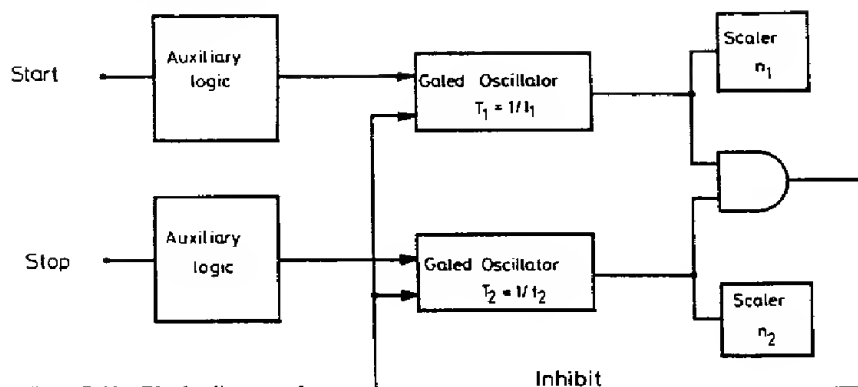 Start
Auxiliary
logic
Galed Oscillator
T1 = 1/f1
Scaler
n1
Stop
Auxiliary
logic
Galed Oscillator
T2 = 1/f2
Scaler
n2
Inhibit